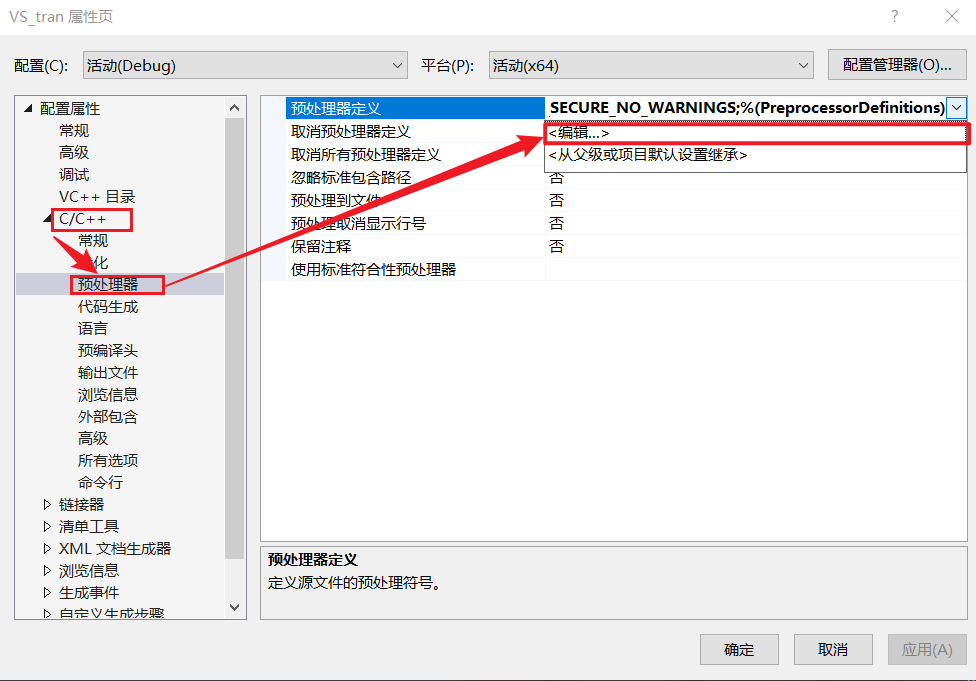 VS_tran 属性页
配置(C): 活动(Debug) 平台(P): 活动(x64) 配置管理器(O)...
配置属性
常规
高级
调试
VC++ 目录
C/C++
常规
化
预处理器
代码生成
语言
预编译头
输出文件
浏览信息
外部包含
高级
所有选项
命令行
链接器
清单工具
XML 文档生成器
浏览信息
生成事件
自定义生成步骤
预处理器定义 SECURE_NO_WARNINGS;%(PreprocessorDefinitions)
取消预处理器定义 <编辑...>
取消所有预处理器定义 <从父级或项目默认设置继承>
忽略标准包含路径 否
预处理到文件 否
预处理取消显示行号 否
保留注释 否
使用标准符合性预处理器
预处理器定义
定义源文件的预处理符号。
确定 取消 应用(A)